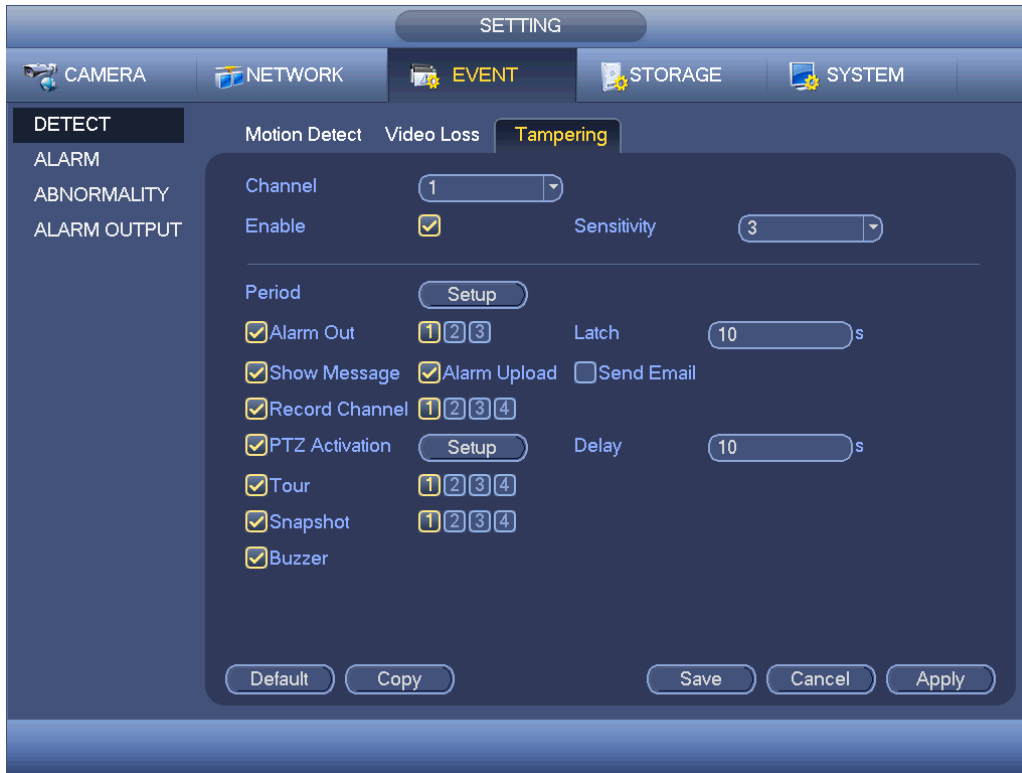 SETTING
CAMERA NETWORK EVENT STORAGE SYSTEM
DETECT
ALARM
ABNORMALITY
ALARM OUTPUT
Motion Detect Video Loss Tampering
Channel 1
Enable Sensitivity 3
Period Setup
Alarm Out 1 2 3 Latch 10 s
Show Message Alarm Upload Send Email
Record Channel 1 2 3 4
PTZ Activation Setup Delay 10 s
Tour 1 2 3 4
Snapshot 1 2 3 4
Buzzer
Default Copy Save Cancel Apply